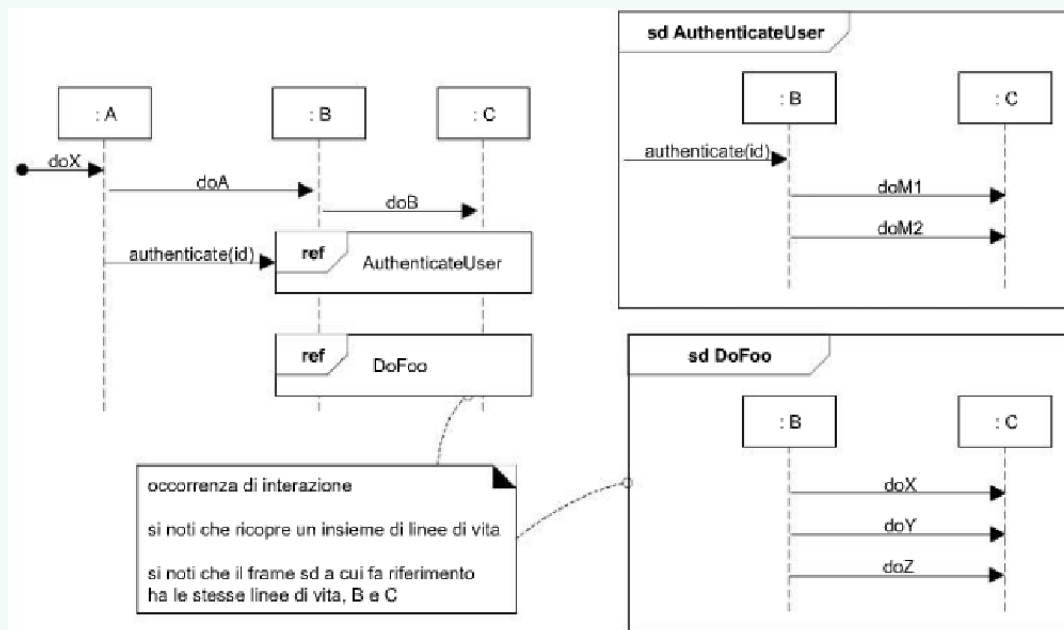 : A
: B
: C
doX
doA
doB
authenticate(id)
ref
AuthenticateUser
ref
DoFoo
occorrenza di interazione
si noti che ricopre un insieme di linee di vita
si noti che il frame sd a cui fa riferimento
ha le stesse linee di vita, B e C
sd AuthenticateUser
: B
: C
authenticate(id)
doM1
doM2
sd DoFoo
: B
: C
doX
doY
doZ